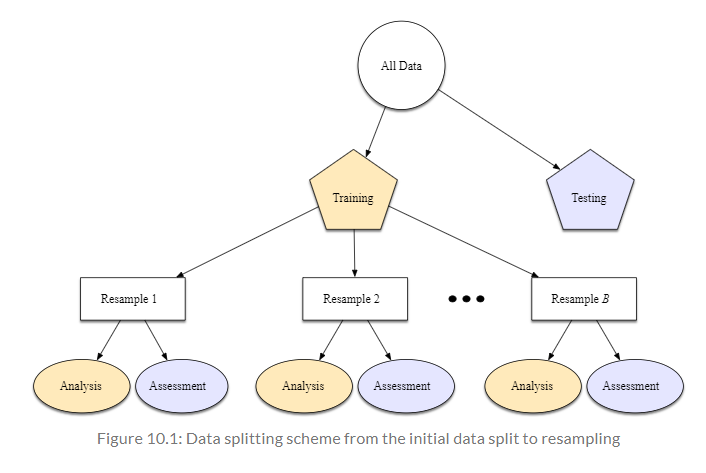 All Data
Training
Testing
Resample 1
Resample 2
Resample B
Analysis
Assessment
Analysis
Assessment
Analysis
Assessment
Figure 10.1: Data splitting scheme from the initial data split to resampling